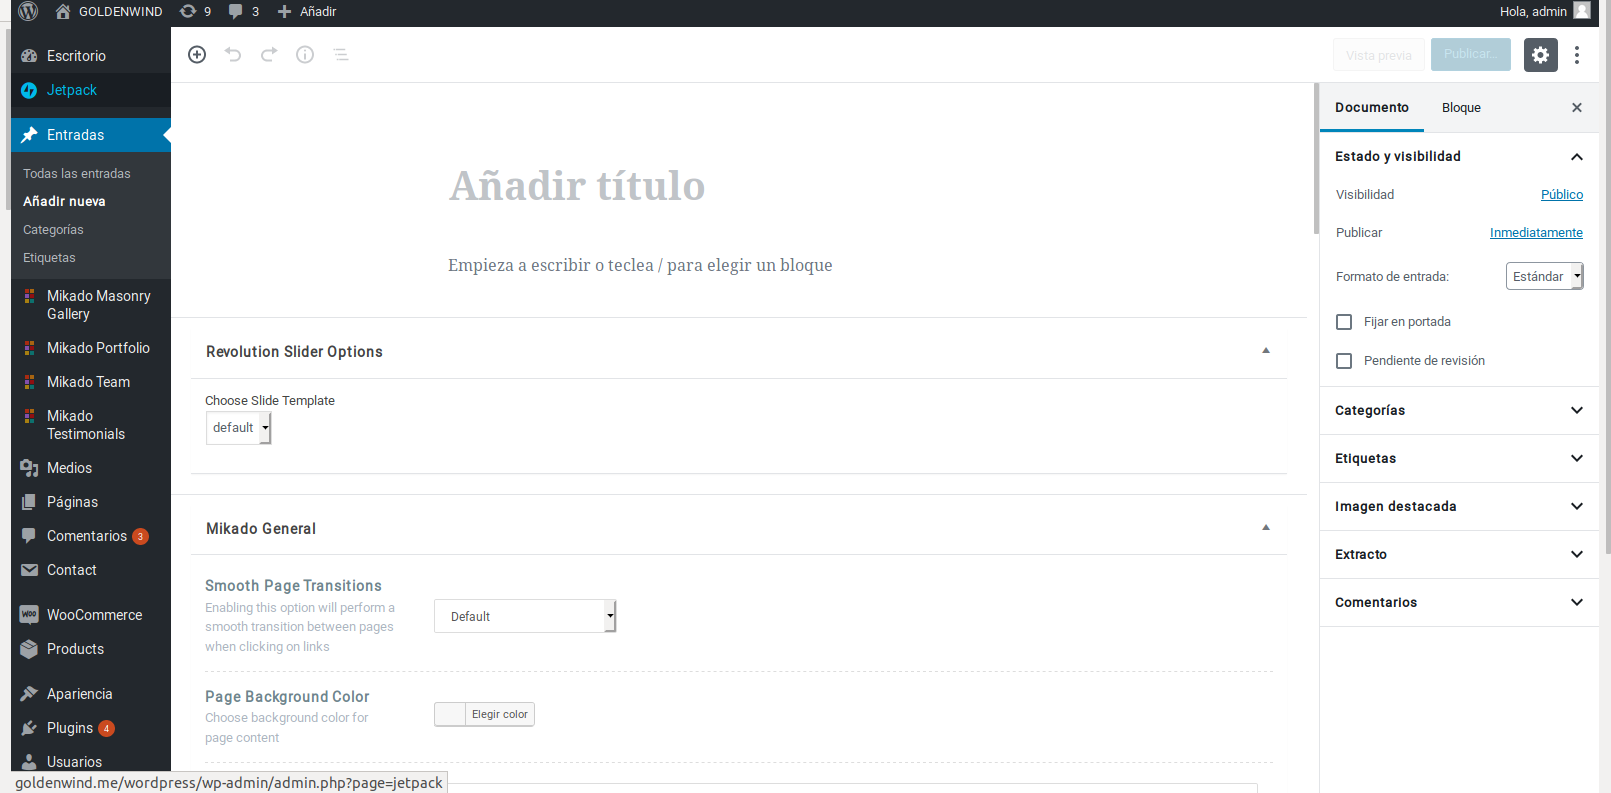 GOLDENWIND 9 3 Añadir Hola, admin
Escritorio
Jetpack
Entradas
Todas las entradas
Añadir nueva
Categorías
Etiquetas
Mikado Masonry
Gallery
Mikado Portfolio
Mikado Team
Mikado
Testimonials
Medios
Páginas
Comentarios 3
Contact
WOO WooCommerce
Products
Apariencia
Plugins 4
Usuarios
goldenwind.me/wordpress/wp-admin/admin.php?page=jetpack
Vista previa Publicar...
Añadir título
Empieza a escribir o teclea / para elegir un bloque
Revolution Slider Options
Choose Slide Template
default
Mikado General
Smooth Page Transitions
Enabling this option will perform a
smooth transition between pages
when clicking on links
Default
Page Background Color
Choose background color for
page content
Elegir color
Documento Bloque
Estado y visibilidad
Visibilidad Público
Publicar Inmediatamente
Formato de entrada: Estándar
Fijar en portada
Pendiente de revisión
Categorías
Etiquetas
Imagen destacada
Extracto
Comentarios